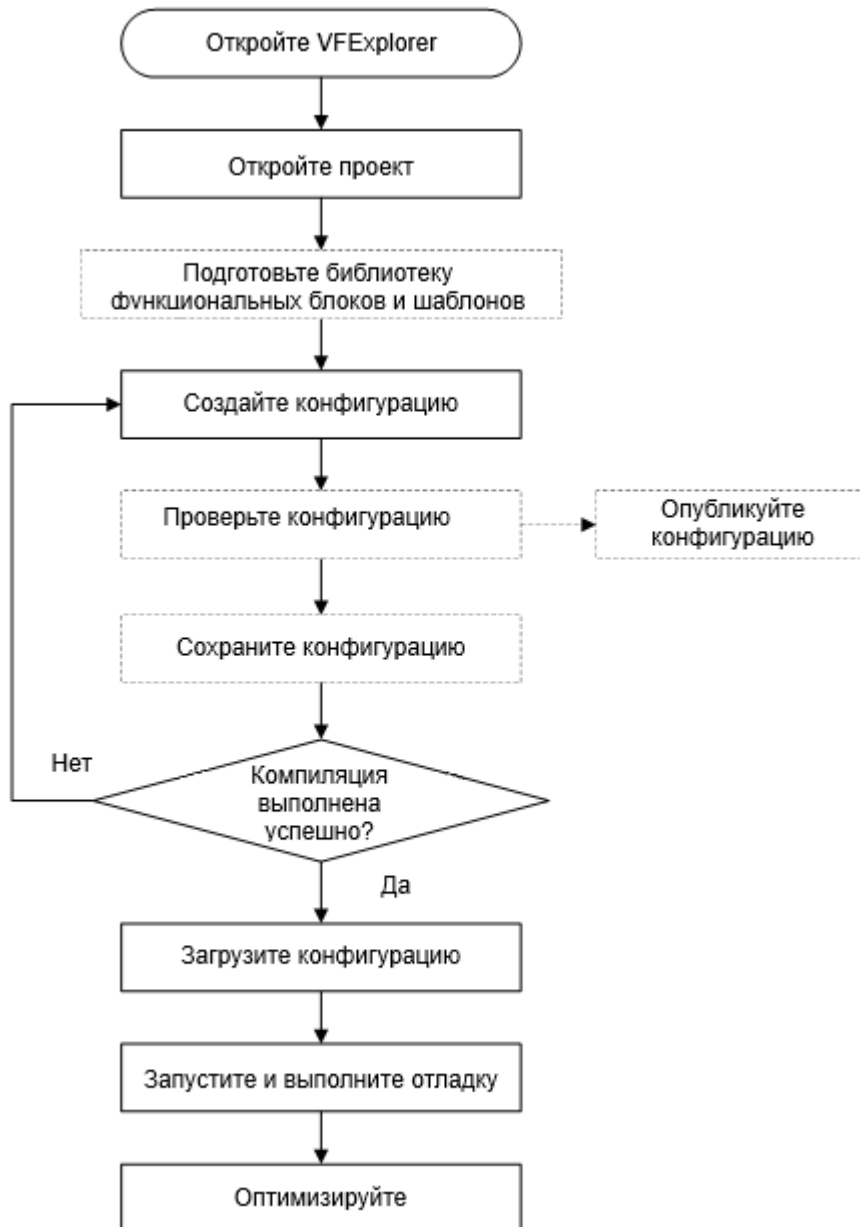 Откройте VFExplorer
Откройте проект
Подготовьте библиотеку
функциональных блоков и шаблонов
Создайте конфигурацию
Проверьте конфигурацию
Опубликуйте
конфигурацию
Сохраните конфигурацию
Нет
Компиляция
выполнена
успешно?
Да
Загрузите конфигурацию
Запустите и выполните отладку
Оптимизируйте